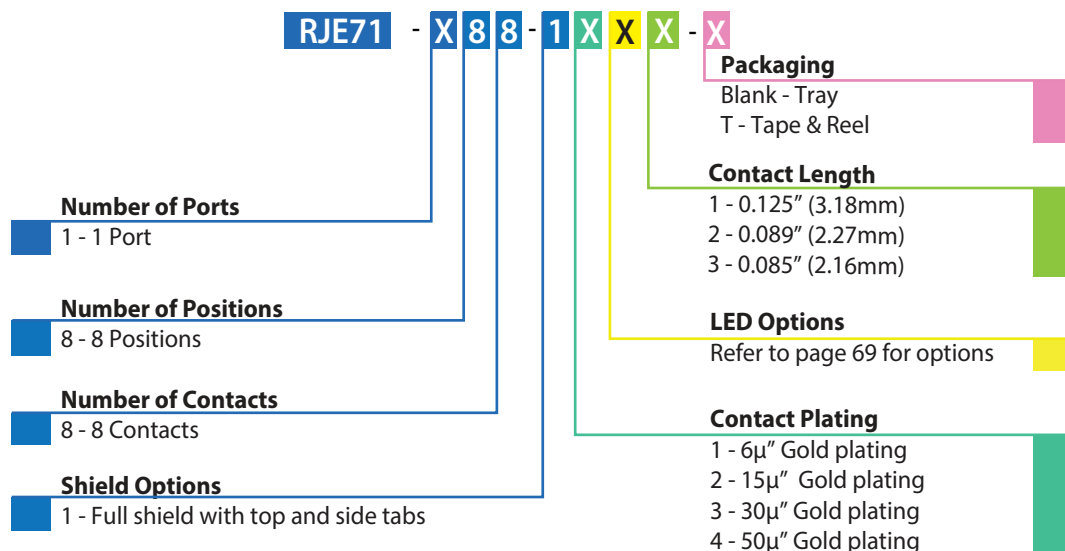 RJE71 - X 8 8 - 1 X X X - X
Packaging
Blank - Tray
T - Tape & Reel
Contact Length
1 - 0.125” (3.18mm)
2 - 0.089” (2.27mm)
3 - 0.085” (2.16mm)
LED Options
Refer to page 69 for options
Contact Plating
1 - 6µ” Gold plating
2 - 15µ” Gold plating
3 - 30µ” Gold plating
4 - 50µ” Gold plating
Number of Ports
1 - 1 Port
Number of Positions
8 - 8 Positions
Number of Contacts
8 - 8 Contacts
Shield Options
1 - Full shield with top and side tabs